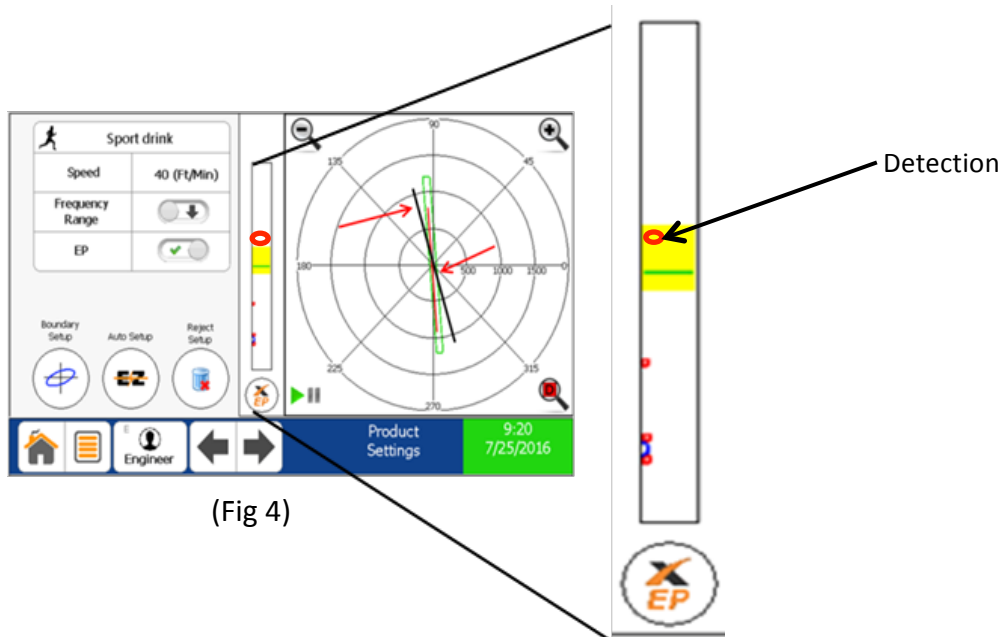 Sport drink
Speed
40 (Ft/Min)
Frequency
Range
EP
Boundary
Setup
Auto Setup
Reject
Setup
EZ
X
EP
90
135
45
180
500
1000
1500
0
225
315
270
D
E
Engineer
Product
Settings
9:20
7/25/2016
(Fig 4)
Detection
X
EP